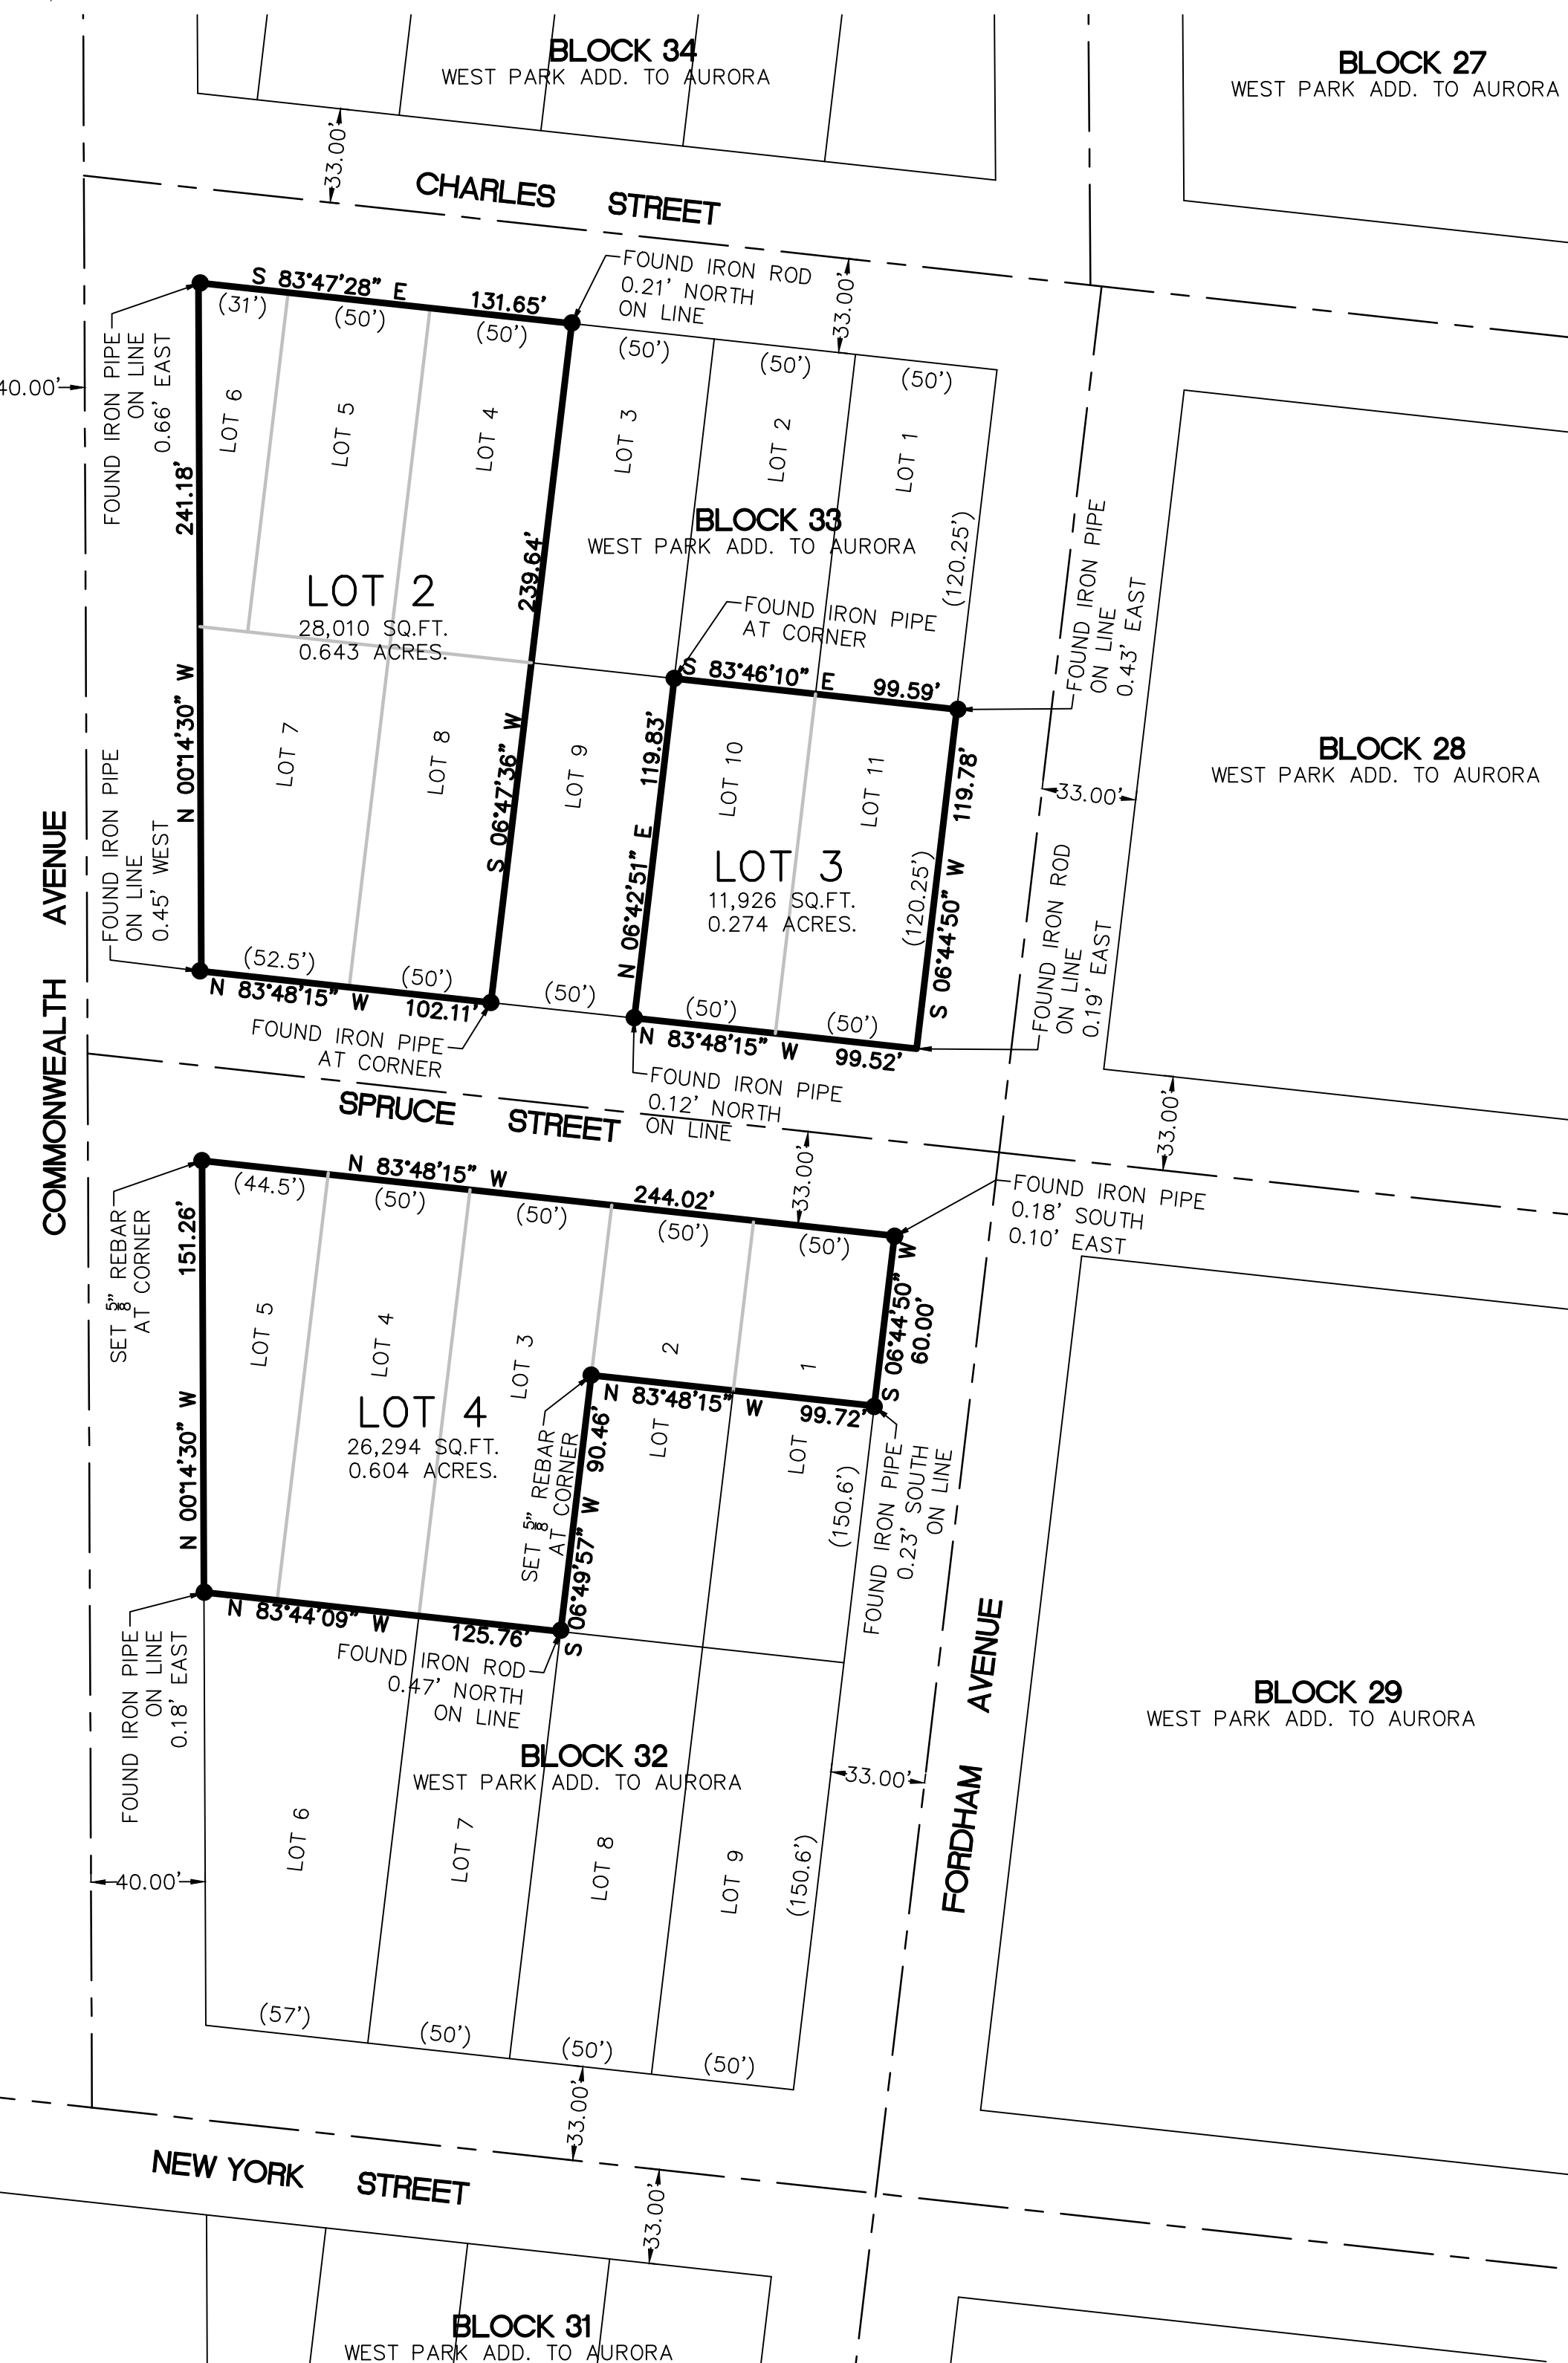 BLOCK 34
WEST PARK ADD. TO AURORA
BLOCK 27
WEST PARK ADD. TO AURORA
33.00'
CHARLES STREET
33.00'
S 83°47'28" E 131.65'
(31')
(50')
(50')
FOUND IRON ROD
0.21' NORTH
ON LINE
(50')
(50')
(50')
FOUND IRON PIPE
ON LINE
0.66' EAST
40.00'
LOT 6
LOT 5
LOT 4
LOT 3
LOT 2
LOT 1
241.18'
N 00°14'30" W
239.64'
S 06°47'36" W
BLOCK 33
WEST PARK ADD. TO AURORA
(120.25')
LOT 2
28,010 SQ.FT.
0.643 ACRES.
FOUND IRON PIPE
AT CORNER
FOUND IRON PIPE
ON LINE
0.43' EAST
S 83°46'10" E 99.59'
LOT 7
LOT 8
LOT 9
LOT 10
LOT 11
119.83'
N 06°42'51" E
119.78'
S 06°44'50" W
(120.25')
LOT 3
11,926 SQ.FT.
0.274 ACRES.
33.00'
BLOCK 28
WEST PARK ADD. TO AURORA
FOUND IRON PIPE
ON LINE
0.45' WEST
FOUND IRON ROD
ON LINE
0.19' EAST
COMMONWEALTH AVENUE
(52.5')
(50')
(50')
(50')
(50')
N 83°48'15" W 102.11'
N 83°48'15" W 99.52'
FOUND IRON PIPE
AT CORNER
FOUND IRON PIPE
0.12' NORTH
ON LINE
SPRUCE STREET
33.00'
33.00'
N 83°48'15" W 244.02'
(44.5')
(50')
(50')
(50')
(50')
FOUND IRON PIPE
0.18' SOUTH
0.10' EAST
SET ⅝" REBAR
AT CORNER
151.26'
N 00°14'30" W
LOT 5
LOT 4
LOT 3
LOT 2
LOT 1
S 06°44'50" W
60.00'
N 83°48'15" W 99.72'
LOT 4
26,294 SQ.FT.
0.604 ACRES.
SET ⅝" REBAR
AT CORNER
S 06°49'57" W 90.46'
(150.6')
FOUND IRON PIPE
0.23' SOUTH
ON LINE
N 83°44'09" W 125.76'
FOUND IRON ROD
0.47' NORTH
ON LINE
FOUND IRON PIPE
ON LINE
0.18' EAST
FORDHAM AVENUE
BLOCK 29
WEST PARK ADD. TO AURORA
BLOCK 32
WEST PARK ADD. TO AURORA
33.00'
LOT 6
LOT 7
LOT 8
LOT 9
(150.6')
40.00'
(57')
(50')
(50')
(50')
33.00'
NEW YORK STREET
33.00'
BLOCK 31
WEST PARK ADD. TO AURORA